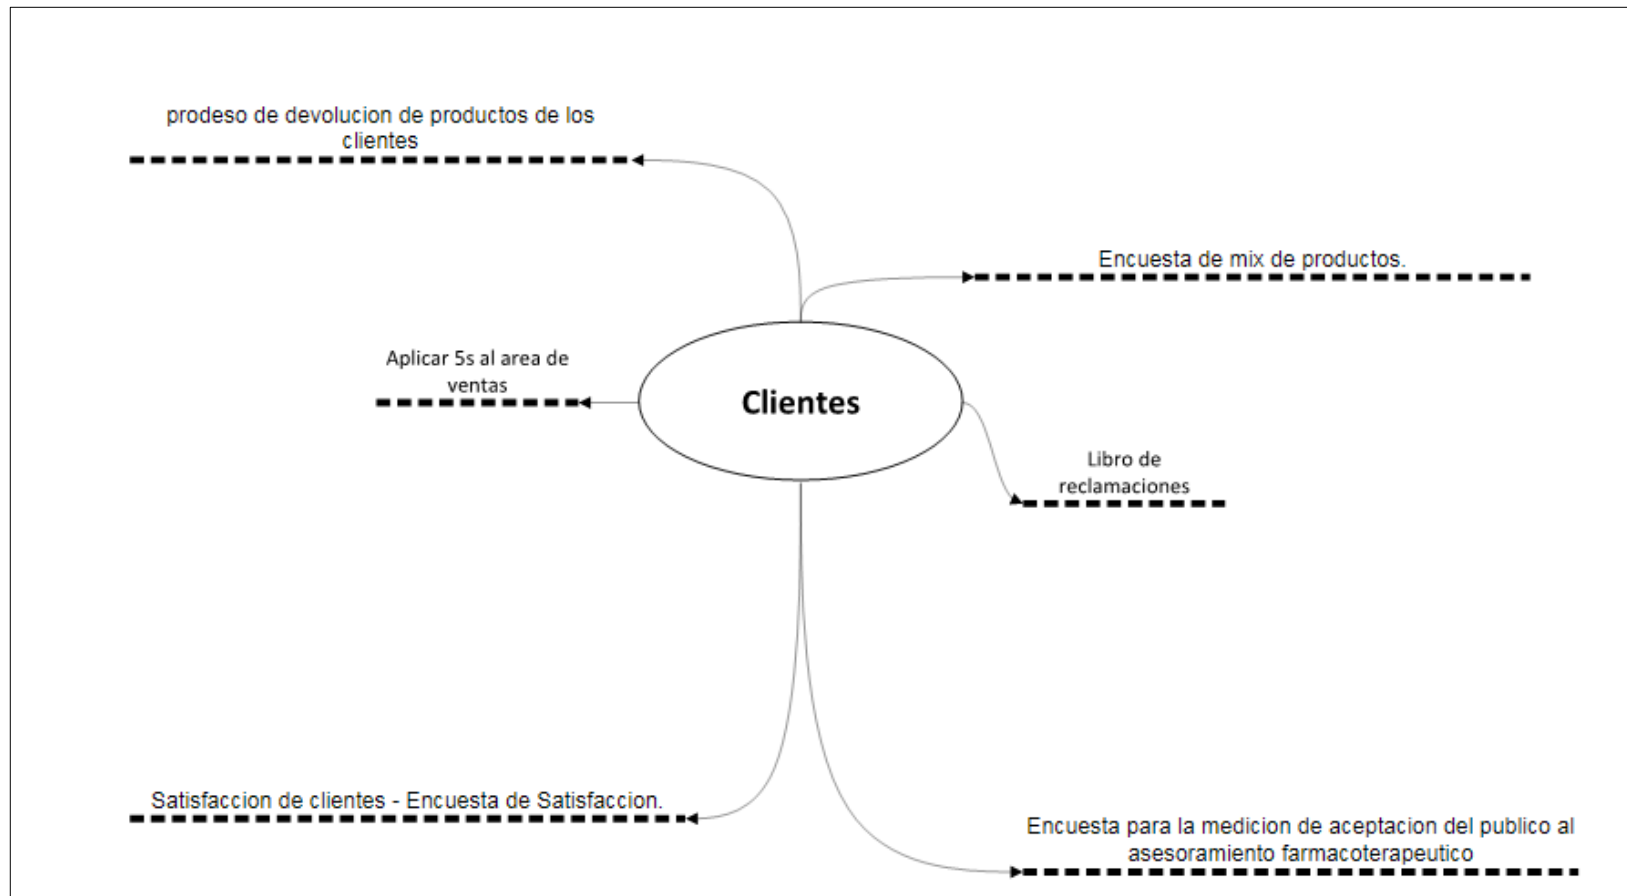 prodeso de devolucion de productos de los
clientes
Encuesta de mix de productos.
Aplicar 5s al area de
ventas
Clientes
Libro de
reclamaciones
Satisfaccion de clientes - Encuesta de Satisfaccion.
Encuesta para la medicion de aceptacion del publico al
asesoramiento farmacoterapeutico